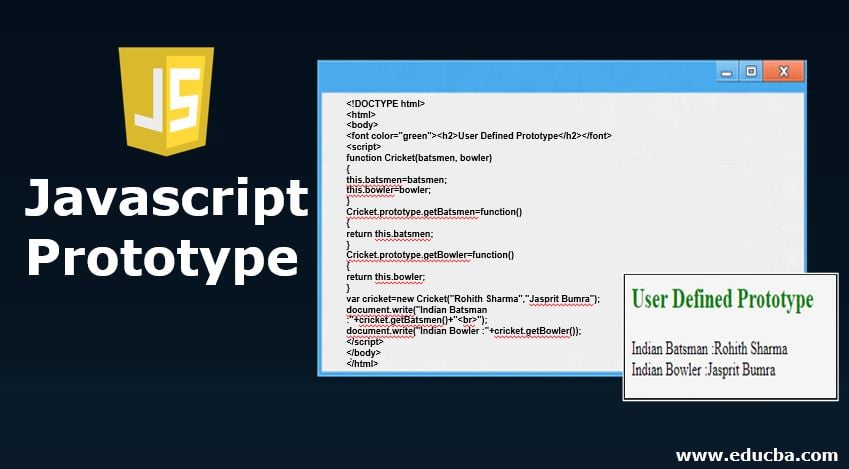 JS
Javascript
Prototype
<!DOCTYPE html>
<html>
<body>
<font color="green"><h2>User Defined Prototype</h2></font>
<script>
function Cricket(batsmen, bowler)
{
this.batsmen=batsmen;
this.bowler=bowler;
}
Cricket.prototype.getBatsmen=function()
{
return this.batsmen;
}
Cricket.prototype.getBowler=function()
{
return this.bowler;
}
var cricket=new Cricket("Rohith Sharma"."Jasprit Bumra");
document.write("Indian Batsman
:"+cricket.getBatsmen()+"<br>");
document.write("Indian Bowler :"+cricket.getBowler());
</script>
</body>
</html>
User Defined Prototype
Indian Batsman :Rohith Sharma
Indian Bowler :Jasprit Bumra
www.educba.com